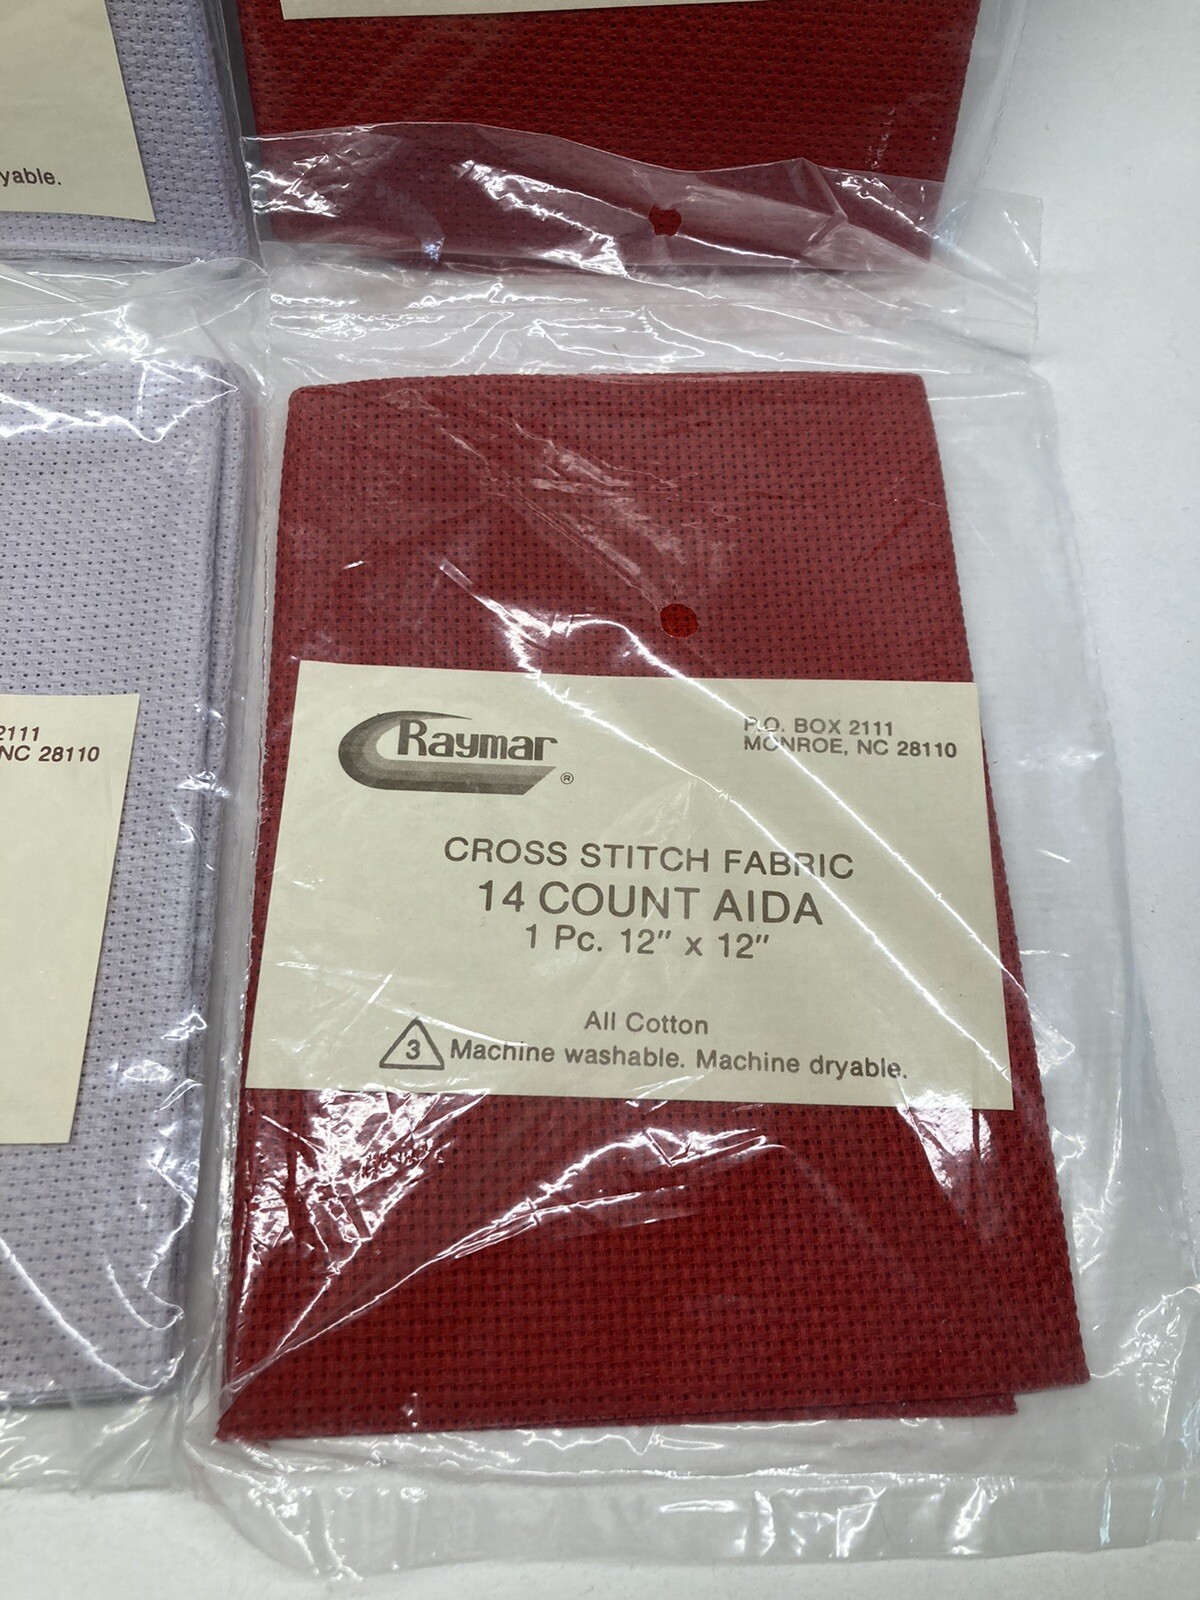 yable.
2111
NC 28110
Raymar
®
P.O. BOX 2111
MONROE, NC 28110
CROSS STITCH FABRIC
14 COUNT AIDA
1 Pc. 12" x 12"
All Cotton
3 Machine washable. Machine dryable.